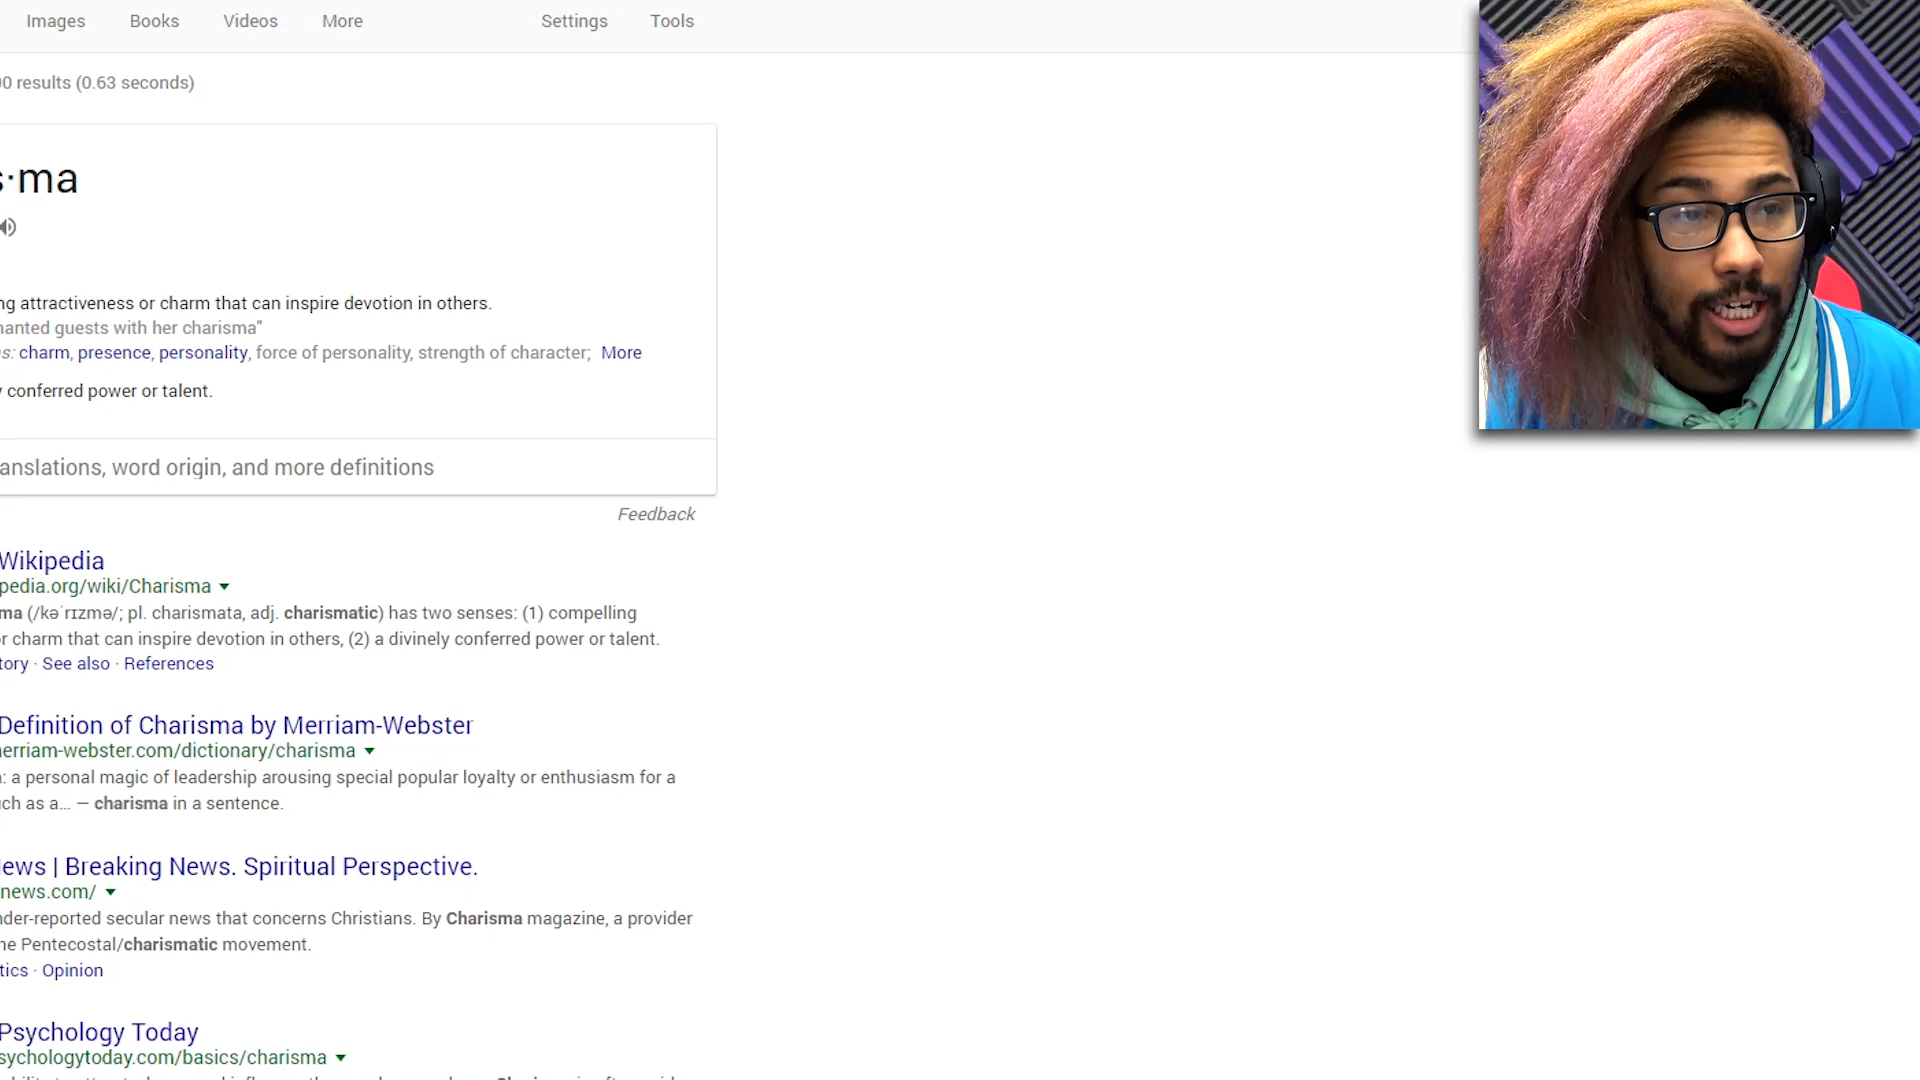 Images Books Videos More Settings Tools
results (0.63 seconds)
ma
attractiveness or charm that can inspire devotion in others.
guests with her charisma"
charm, presence, personality, force of personality, strength of character; More
conferred power or talent.
word origin, and more definitions
Feedback
Wikipedia
pedia.org/wiki/Charisma
ma (/kəˈrɪzmə/; pl. charismata, adj. charismatic) has two senses: (1) compelling
charm that can inspire devotion in others, (2) a divinely conferred power or talent.
tory · See also · References
Definition of Charisma by Merriam-Webster
erriam-webster.com/dictionary/charisma
: a personal magic of leadership arousing special popular loyalty or enthusiasm for a
ch as a... — charisma in a sentence.
ews | Breaking News. Spiritual Perspective.
news.com/
der-reported secular news that concerns Christians. By Charisma magazine, a provider
Pentecostal/charismatic movement.
tics · Opinion
Psychology Today
sychologytoday.com/basics/charisma